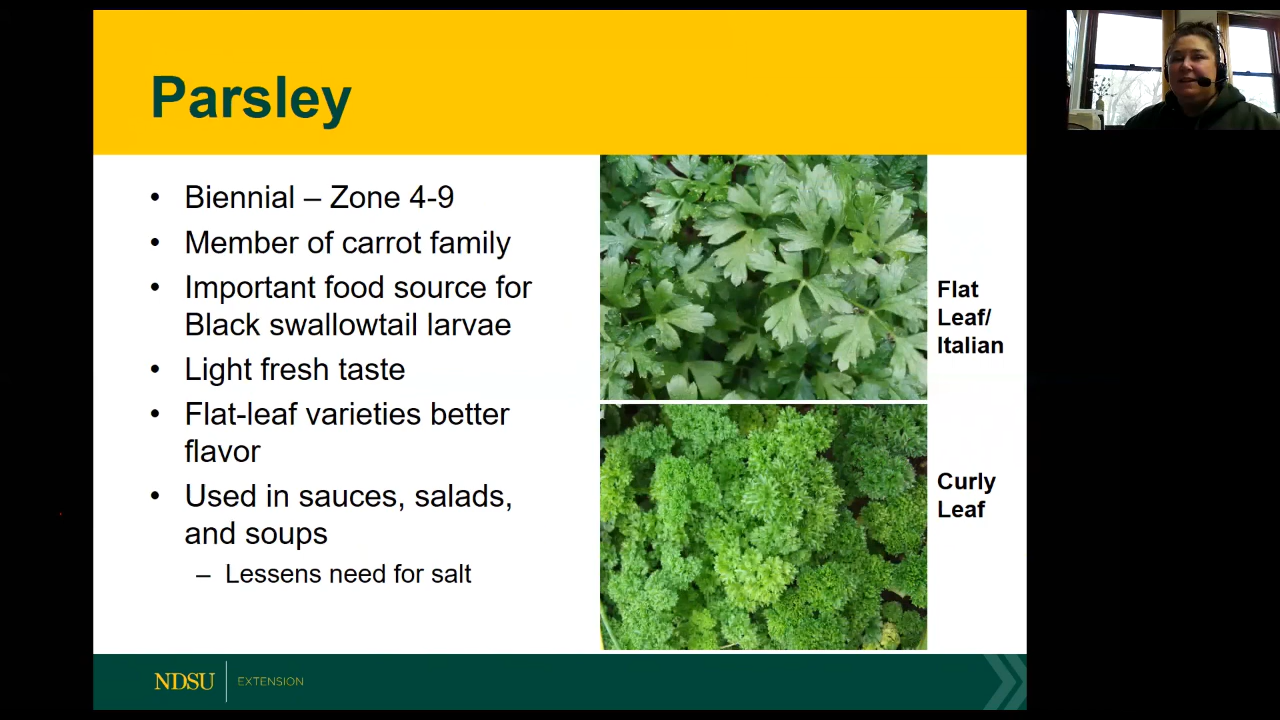 Parsley
• Biennial – Zone 4-9
• Member of carrot family
• Important food source for
Black swallowtail larvae
• Light fresh taste
• Flat-leaf varieties better
flavor
• Used in sauces, salads,
and soups
– Lessens need for salt
Flat
Leaf/
Italian
Curly
Leaf
NDSU EXTENSION